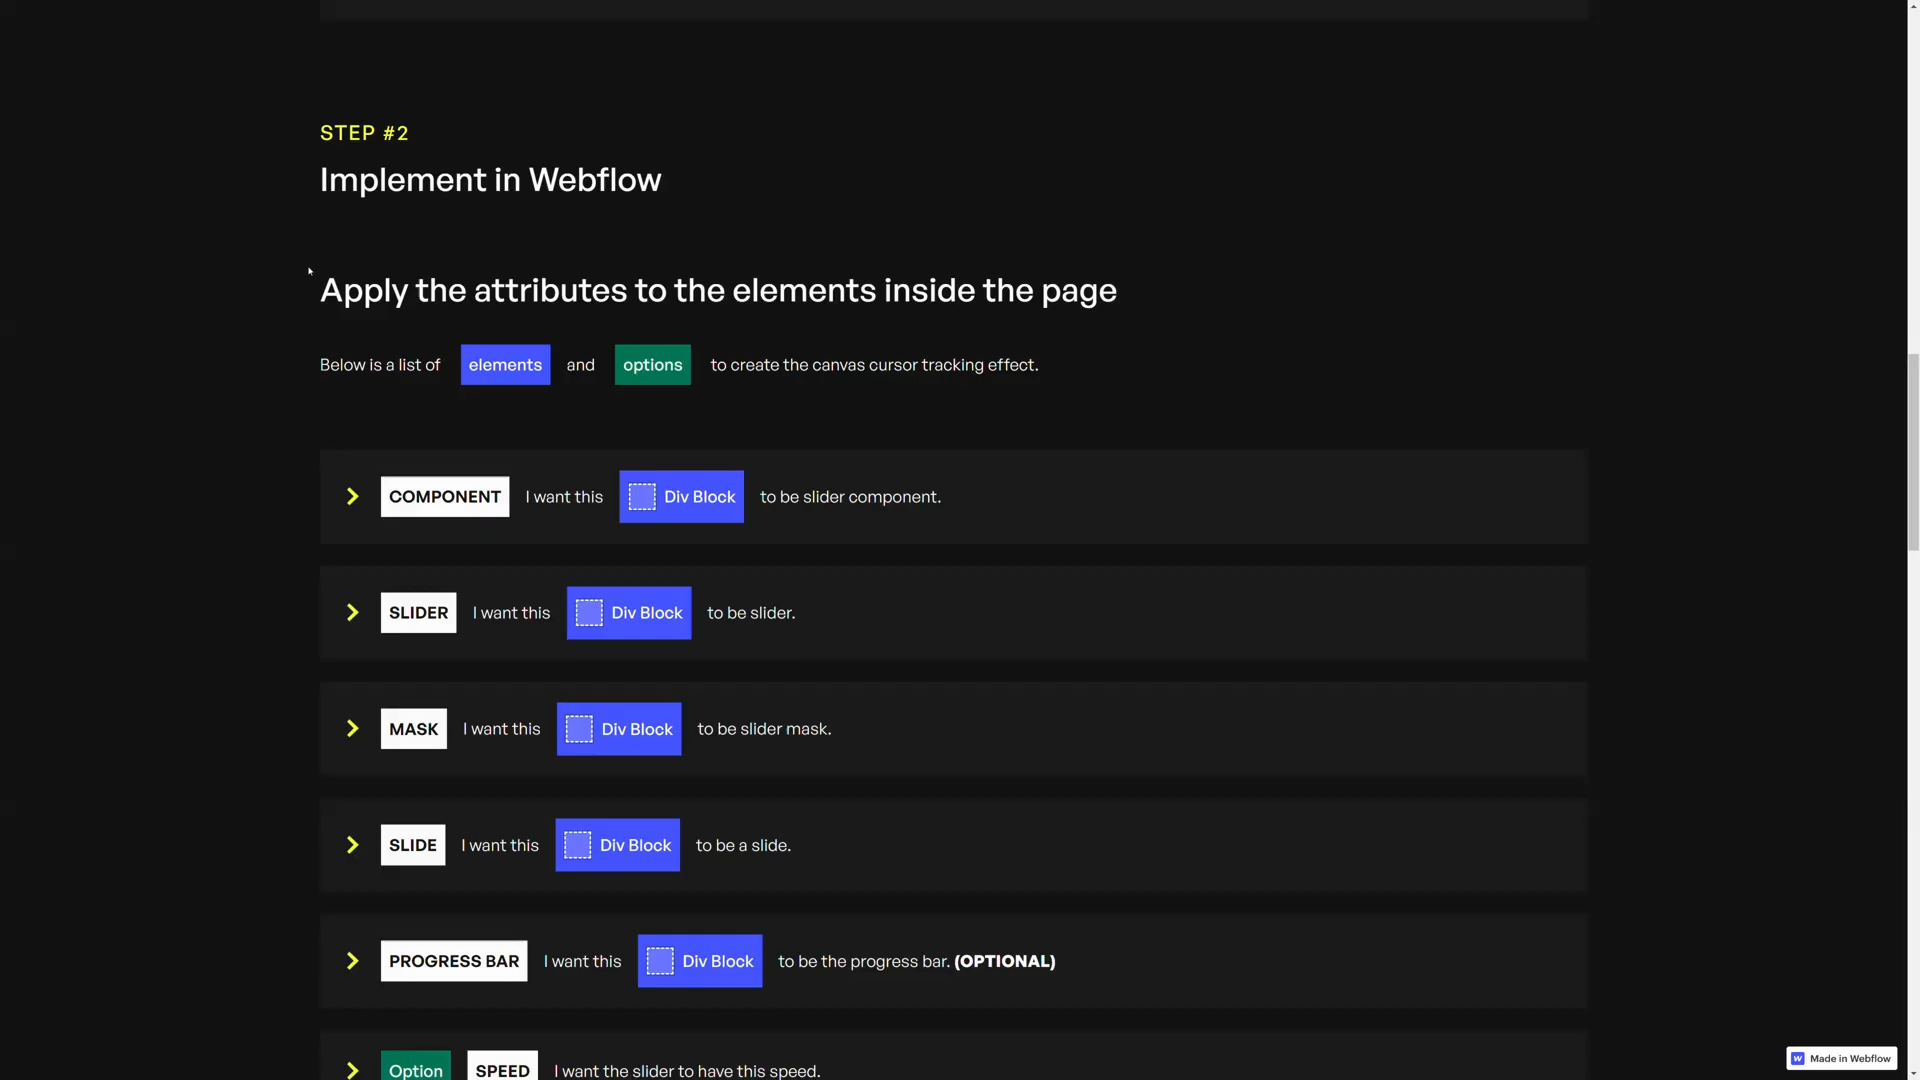 STEP #2
Implement in Webflow
Apply the attributes to the elements inside the page
Below is a list of elements and options to create the canvas cursor tracking effect.
COMPONENT I want this Div Block to be slider component.
SLIDER I want this Div Block to be slider.
MASK I want this Div Block to be slider mask.
SLIDE I want this Div Block to be a slide.
PROGRESS BAR I want this Div Block to be the progress bar. (OPTIONAL)
Option SPEED I want the slider to have this speed.
Made in Webflow